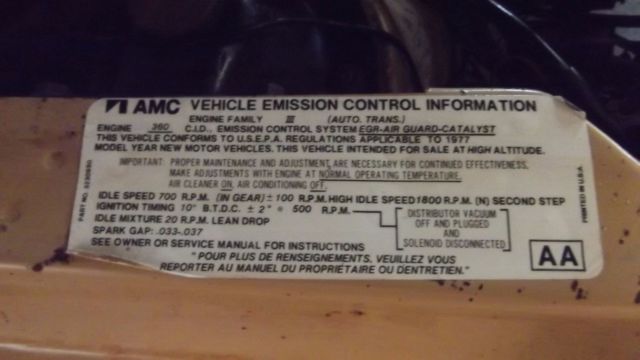 AMC VEHICLE EMISSION CONTROL INFORMATION
ENGINE FAMILY III (AUTO. TRANS.)
ENGINE 360 C.I.D., EMISSION CONTROL SYSTEM EGR-AIR GUARD-CATALYST
THIS VEHICLE CONFORMS TO U.S.E.P.A. REGULATIONS APPLICABLE TO 1977
MODEL YEAR NEW MOTOR VEHICLES. THIS VEHICLE INTENDED FOR SALE AT HIGH ALTITUDE.
IMPORTANT: PROPER MAINTENANCE AND ADJUSTMENT ARE NECESSARY FOR CONTINUED EFFECTIVENESS.
MAKE ADJUSTMENTS WITH ENGINE AT NORMAL OPERATING TEMPERATURE.
AIR CLEANER ON, AIR CONDITIONING OFF.
IDLE SPEED 700 R.P.M. (IN GEAR) ± 100 R.P.M. HIGH IDLE SPEED 1800 R.P.M. (N) SECOND STEP
IGNITION TIMING 10° B.T.D.C. ± 2° @ 500 R.P.M.
DISTRIBUTOR VACUUM
OFF AND PLUGGED
AND
SOLENOID DISCONNECTED
IDLE MIXTURE 20 R.P.M. LEAN DROP
SPARK GAP: .033-.037
SEE OWNER OR SERVICE MANUAL FOR INSTRUCTIONS
"POUR PLUS DE RENSEIGNEMENTS, VEUILLEZ VOUS
REPORTER AU MANUEL DU PROPRIETAIRE OU D'ENTRETIEN."
AA
PART NO.
PRINTED IN U.S.A.